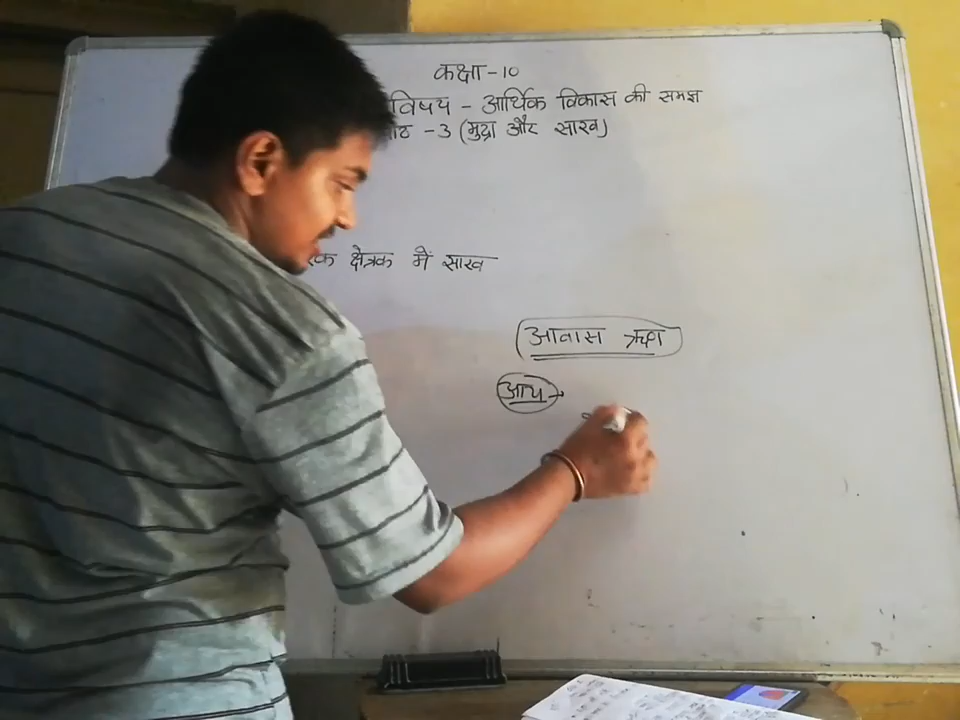 कक्षा -10
विषय - आर्थिक विकास की समझ
पाठ -3 (मुद्रा और साख)
क्षेत्रक में साख
आवास ऋण
आय →